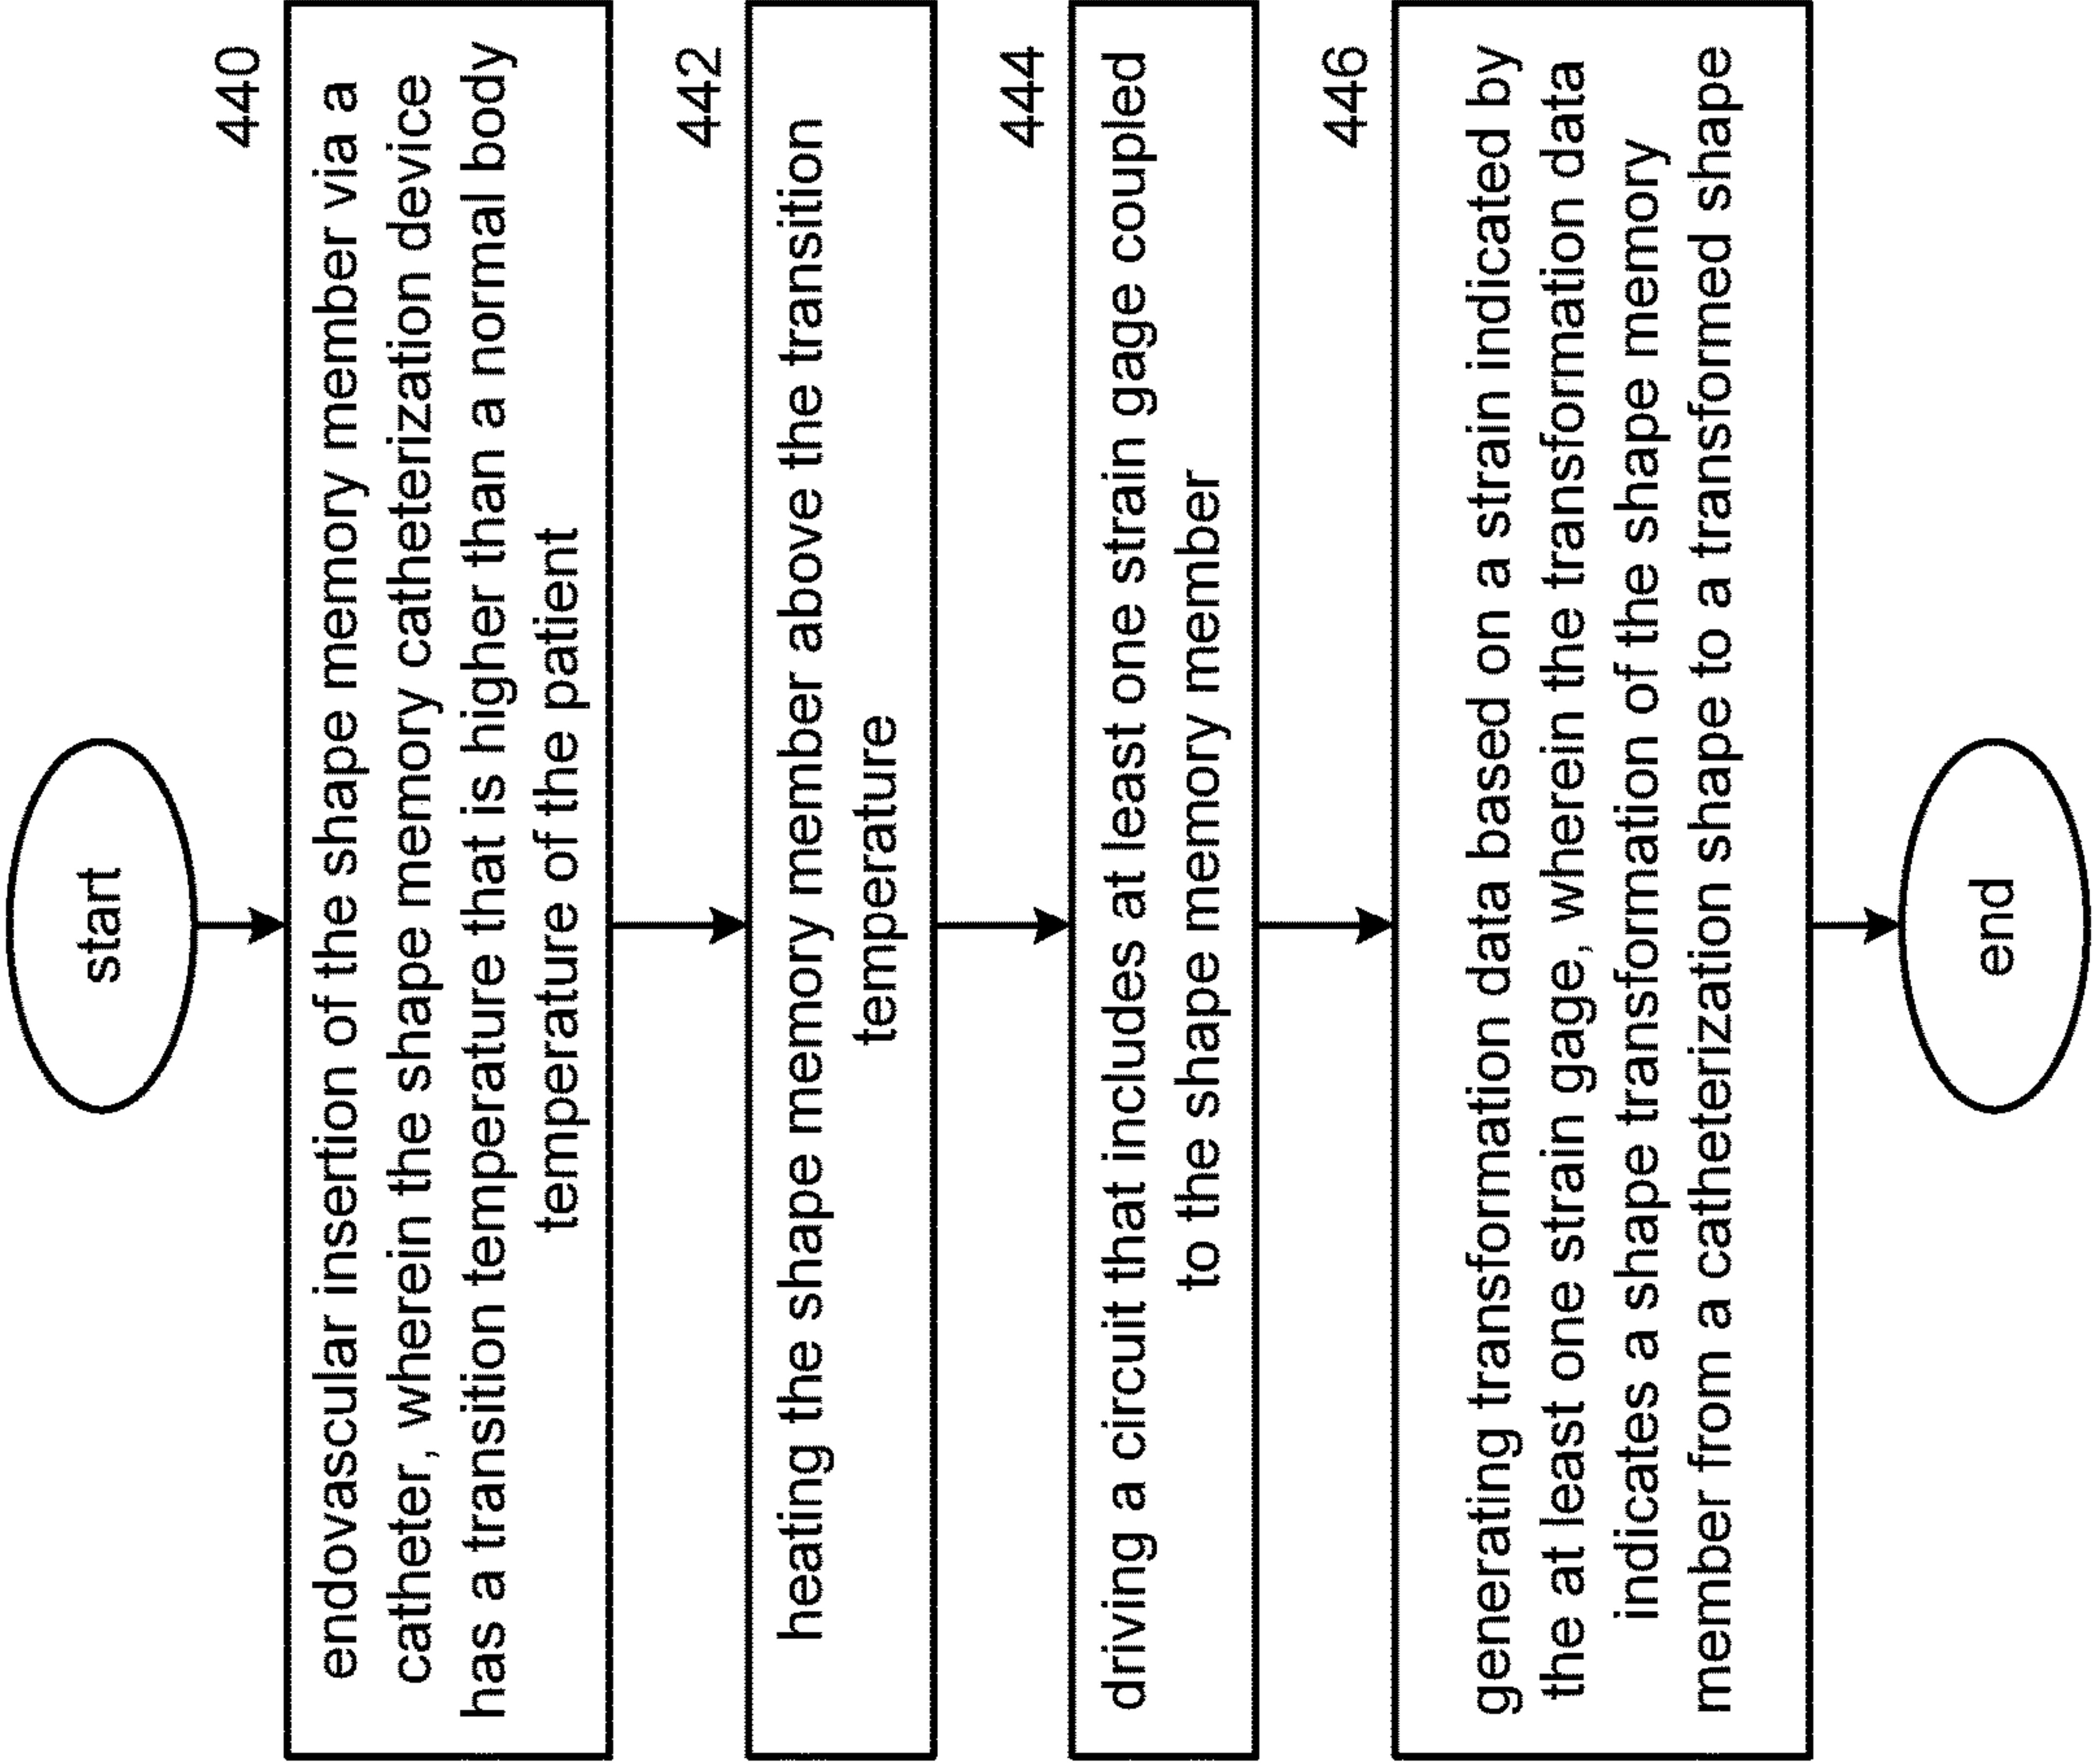 start
440
endovascular insertion of the shape memory member via a
catheter, wherein the shape memory catheterization device
has a transition temperature that is higher than a normal body
temperature of the patient
442
heating the shape memory member above the transition
temperature
444
driving a circuit that includes at least one strain gage coupled
to the shape memory member
446
generating transformation data based on a strain indicated by
the at least one strain gage, wherein the transformation data
indicates a shape transformation of the shape memory
member from a catheterization shape to a transformed shape
end